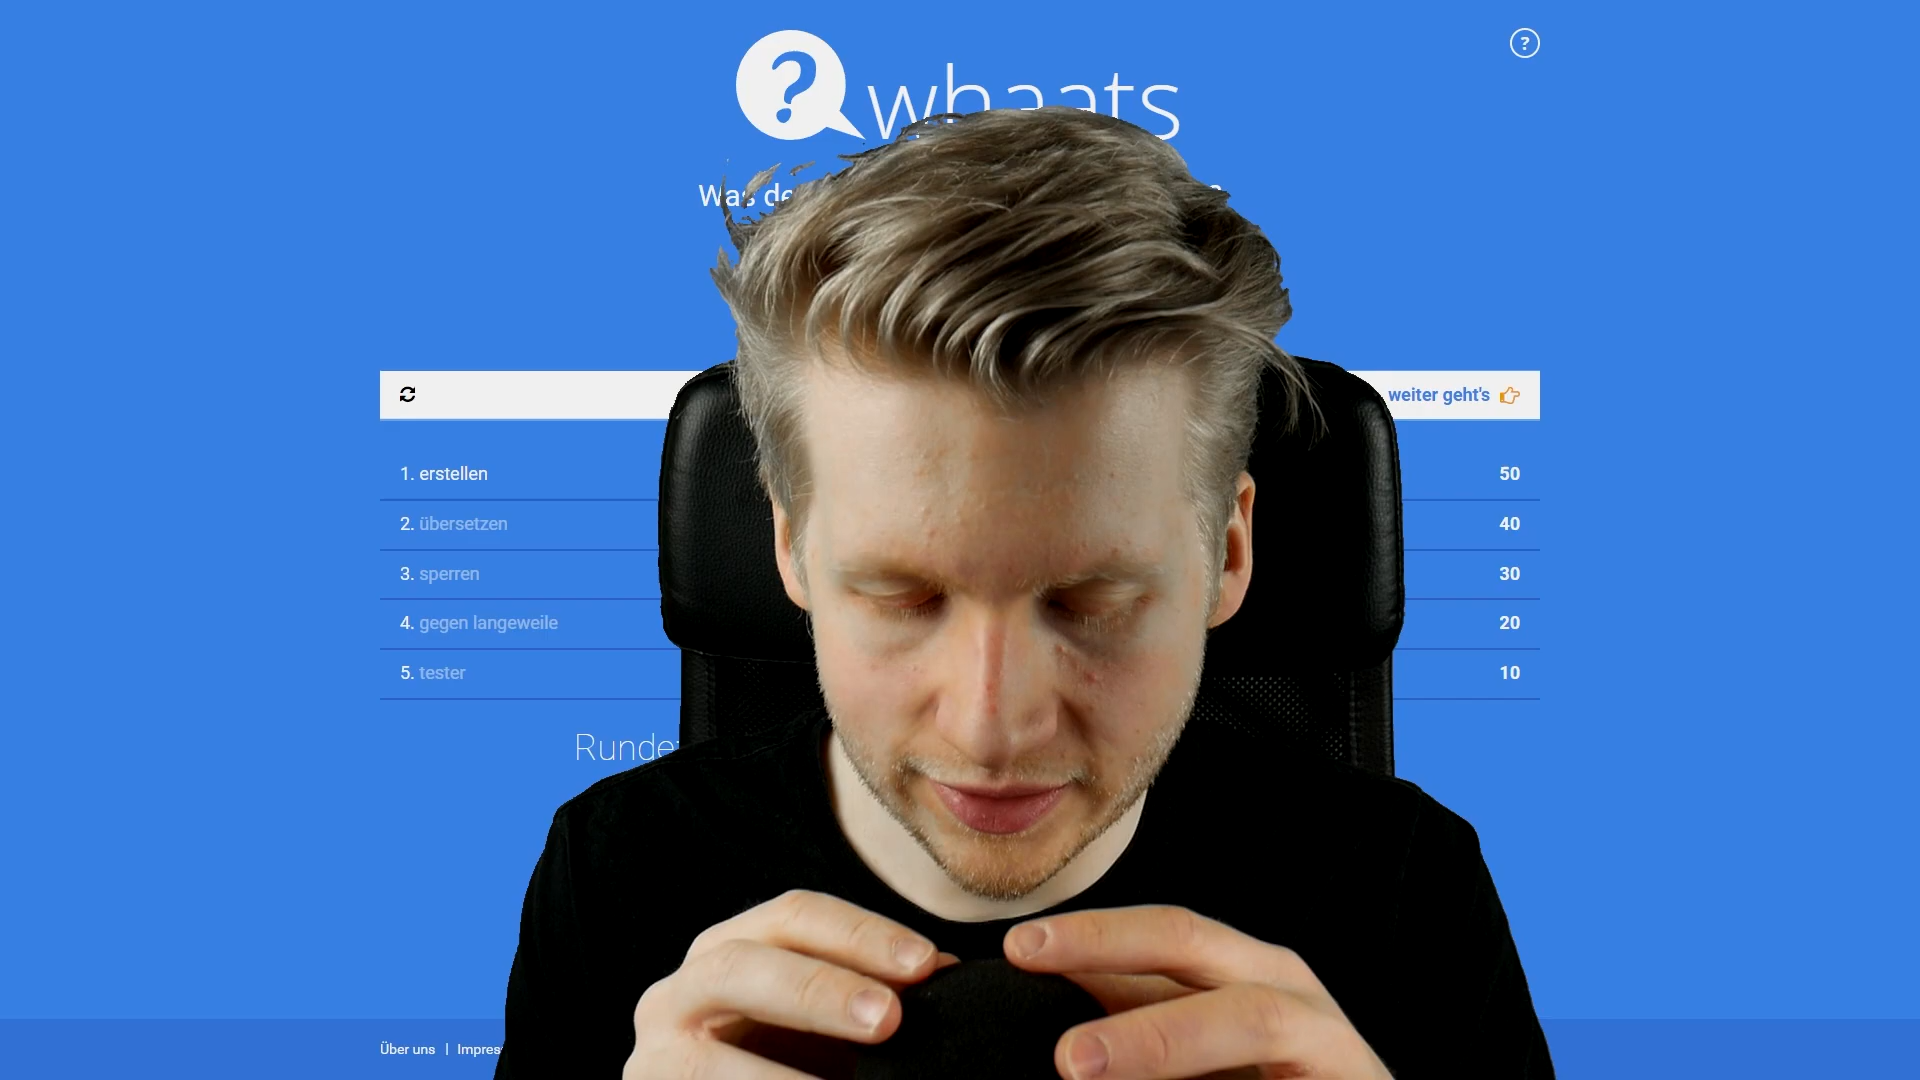 ?
? whaats
Was
weiter geht's
1. erstellen 50
2. übersetzen 40
3. sperren 30
4. gegen langeweile 20
5. tester 10
Über uns |